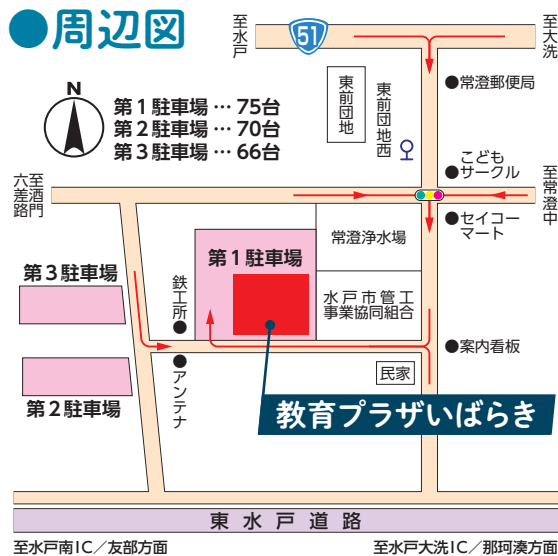 ●周辺図
至水戸
51
至大洗
N
第1駐車場…75台
第2駐車場…70台
第3駐車場…66台
東前団地
東前団地西
●常澄郵便局
こども
●サークル
至酒門
六差路
至常澄中
●セイコー
マート
常澄浄水場
第1駐車場
第3駐車場
鉄工所●
水戸市管工
事業協同組合
●案内看板
●アンテナ
民家
第2駐車場
教育プラザいばらき
東水戸道路
至水戸南IC/友部方面
至水戸大洗IC/那珂湊方面